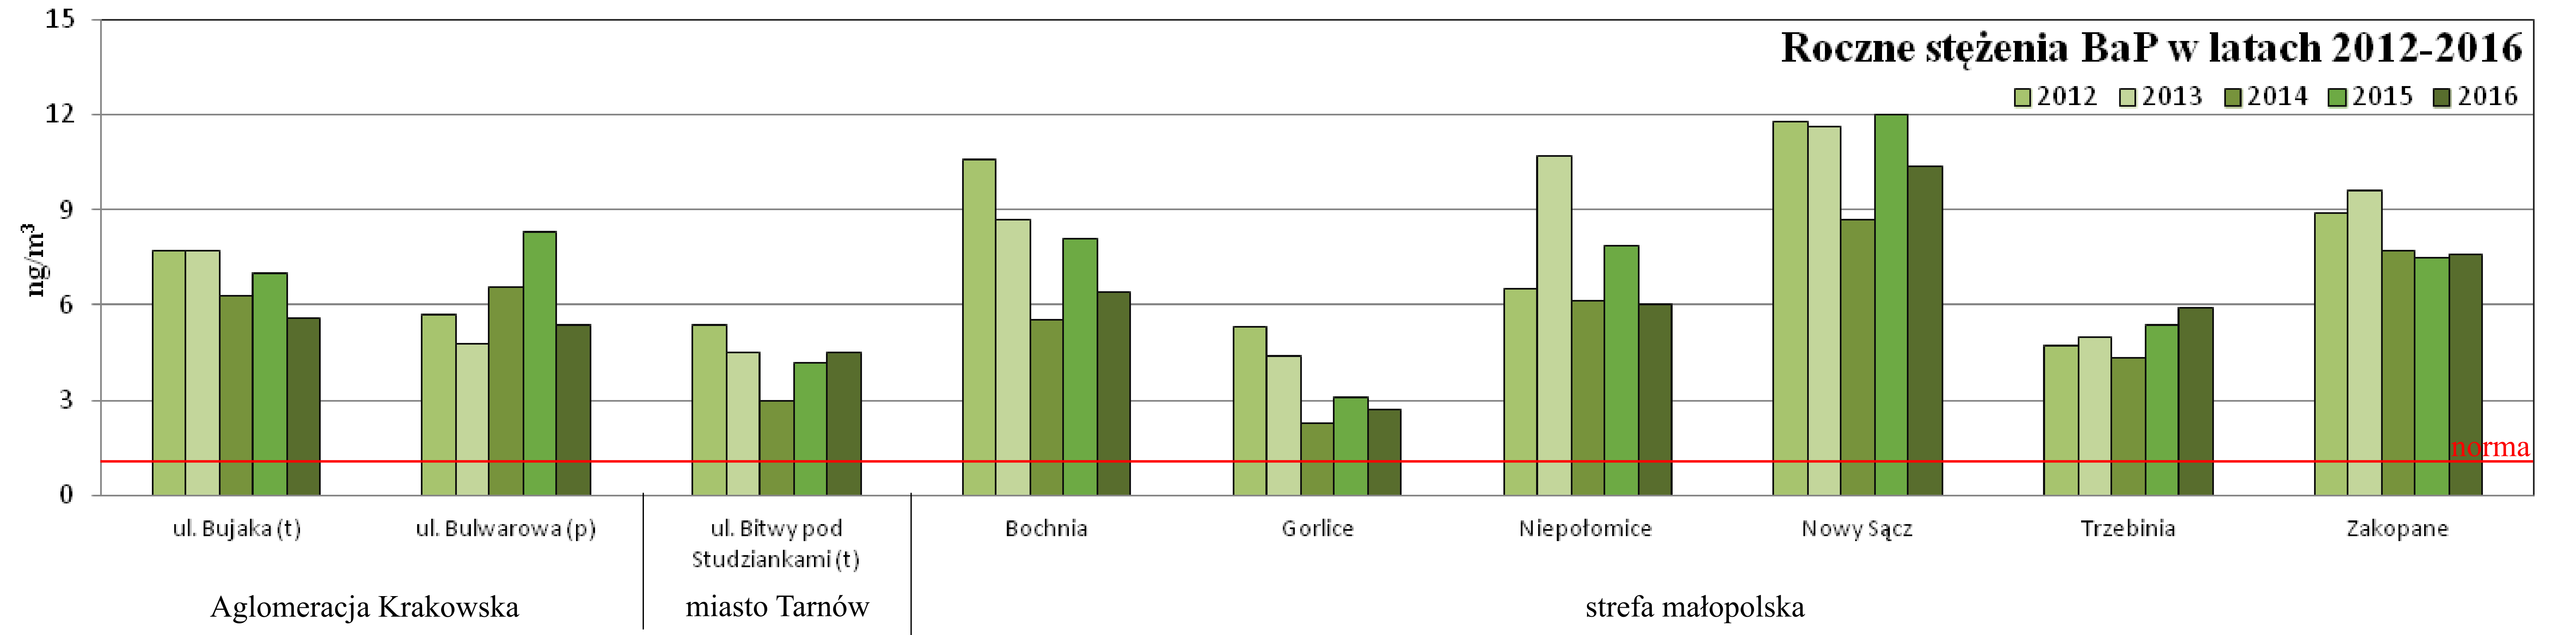 Roczne stężenia BaP w latach 2012-2016
2012 2013 2014 2015 2016
ng/m³
15
12
9
6
3
0
norma
ul. Bujaka (t)
ul. Bulwarowa (p)
ul. Bitwy pod
Studziankami (t)
Bochnia
Gorlice
Niepołomice
Nowy Sącz
Trzebinia
Zakopane
Aglomeracja Krakowska
miasto Tarnów
strefa małopolska